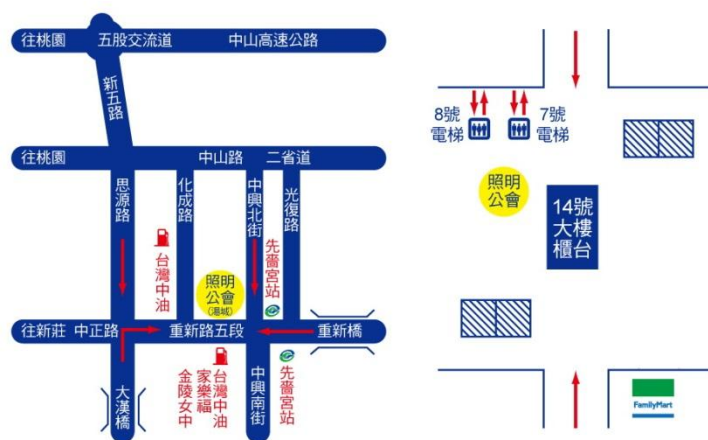 往桃園 五股交流道 中山高速公路
新五路
往桃園 中山路 二省道
思源路
化成路
中興北街
光復路
台灣中油
照明
公會
(湯城)
先嗇宮站
往新莊 中正路 重新路五段 重新橋
大漢橋
台灣中油
家樂福
金陵女中
中興南街
先嗇宮站
8號
電梯
7號
電梯
照明
公會
14號
大樓
櫃台
FamilyMart